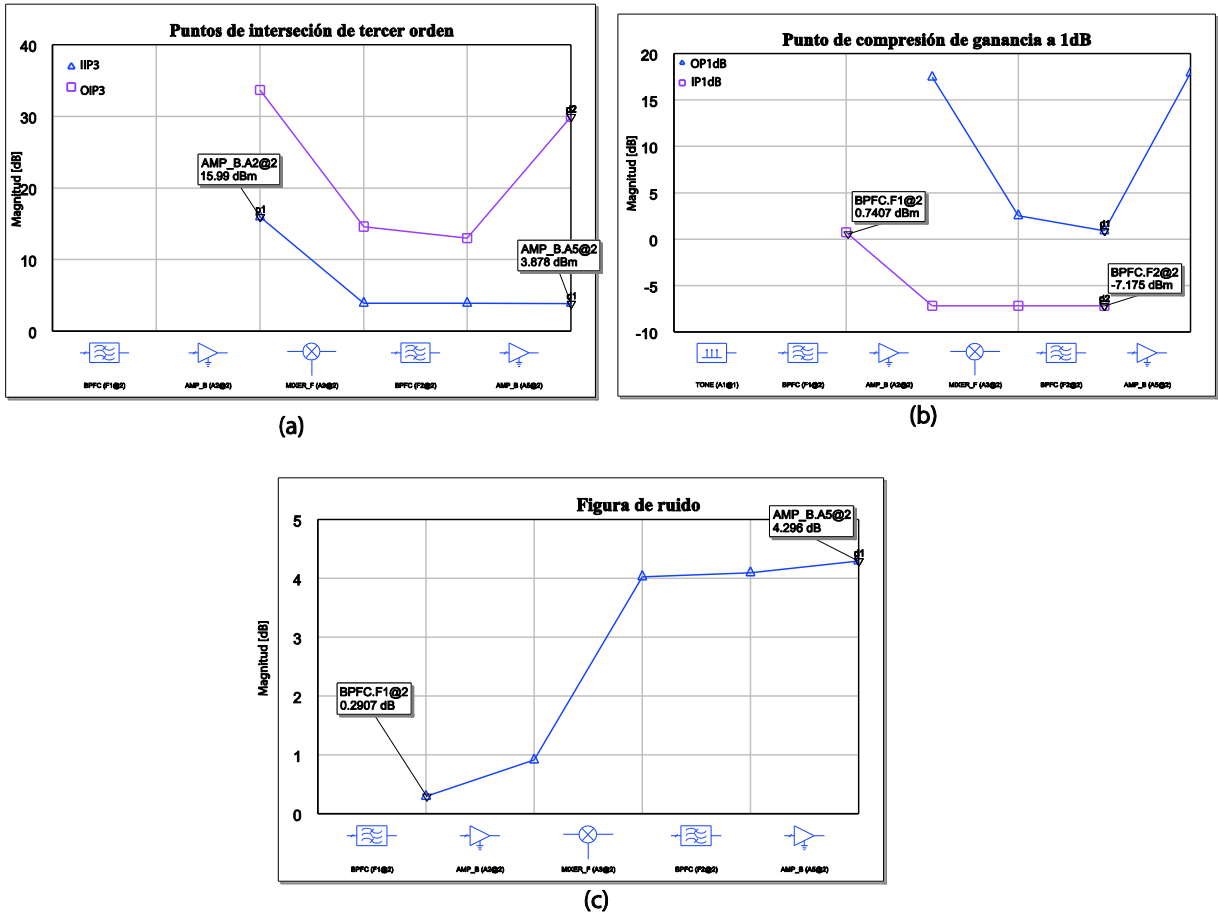 Puntos de interseción de tercer orden
40
30
20
10
0
Magnitud [dB]
IIP3
OIP3
AMP_B.A2@2
15.99 dBm
p1
p2
AMP_B.A5@2
3.878 dBm
p1
BPFC (F1@2)
AMP_B (A2@2)
MIXER_F (A3@2)
BPFC (F2@2)
AMP_B (A5@2)
(a)
Punto de compresión de ganancia a 1dB
20
15
10
5
0
-5
-10
Magnitud [dB]
OP1dB
IP1dB
BPFC.F1@2
0.7407 dBm
BPFC.F2@2
-7.175 dBm
TONE (A1@1)
BPFC (F1@2)
AMP_B (A2@2)
MIXER_F (A3@2)
BPFC (F2@2)
AMP_B (A5@2)
(b)
Figura de ruido
5
4
3
2
1
0
Magnitud [dB]
BPFC.F1@2
0.2907 dB
AMP_B.A5@2
4.296 dB
p1
BPFC (F1@2)
AMP_B (A2@2)
MIXER_F (A3@2)
BPFC (F2@2)
AMP_B (A5@2)
(c)